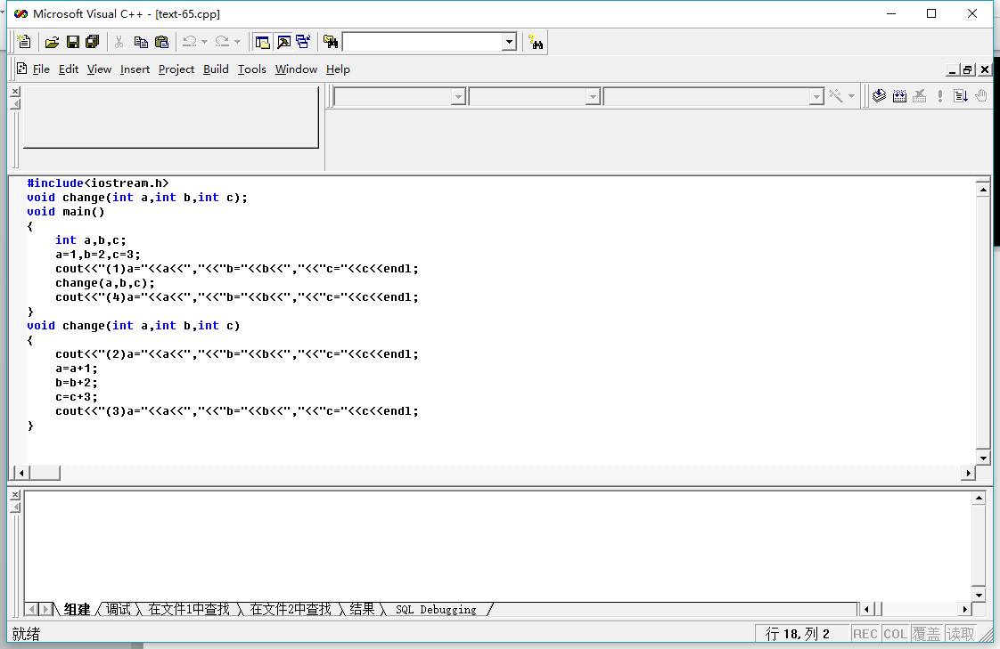 Microsoft Visual C++ - [text-65.cpp]
File Edit View Insert Project Build Tools Window Help
#include<iostream.h>
void change(int a,int b,int c);
void main()
{
    int a,b,c;
    a=1,b=2,c=3;
    cout<<"(1)a="<<a<<","<<"b="<<b<<","<<"c="<<c<<endl;
    change(a,b,c);
    cout<<"(4)a="<<a<<","<<"b="<<b<<","<<"c="<<c<<endl;
}
void change(int a,int b,int c)
{
    cout<<"(2)a="<<a<<","<<"b="<<b<<","<<"c="<<c<<endl;
    a=a+1;
    b=b+2;
    c=c+3;
    cout<<"(3)a="<<a<<","<<"b="<<b<<","<<"c="<<c<<endl;
}
组建 调试 在文件1中查找 在文件2中查找 结果 SQL Debugging
就绪 行 18, 列 2 REC COL 覆盖 读取